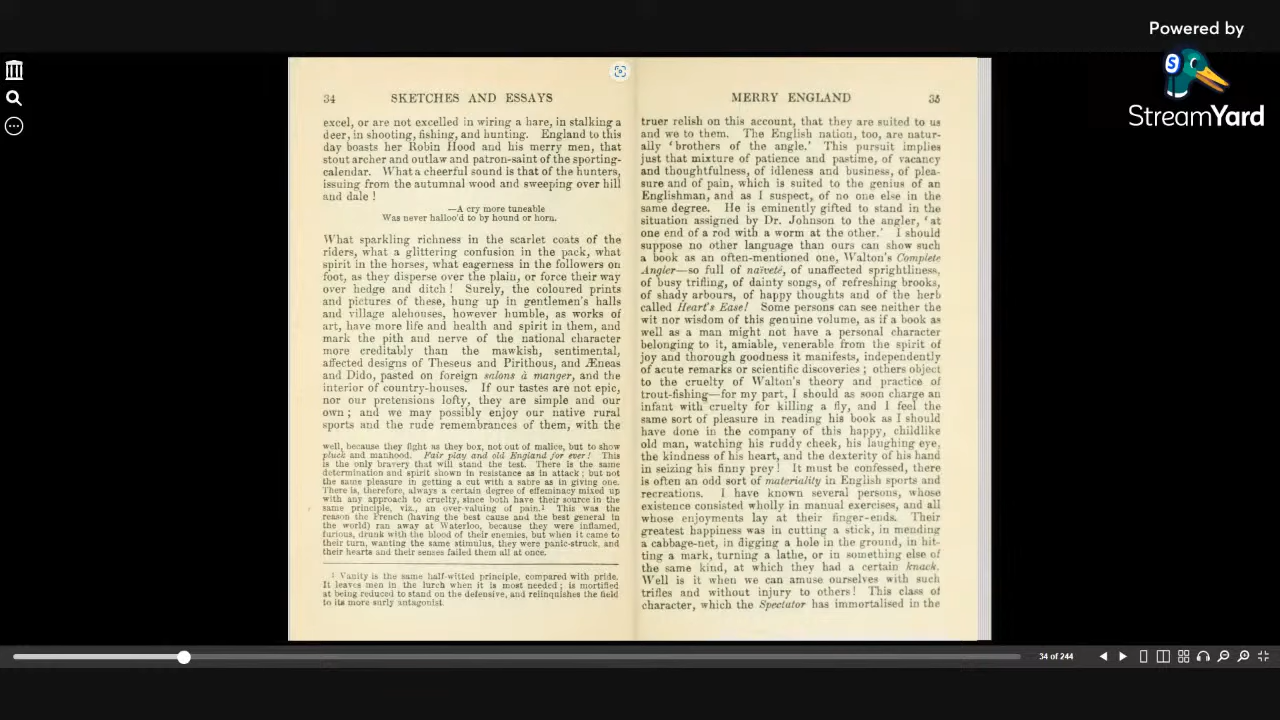 Powered by
S
StreamYard
34 SKETCHES AND ESSAYS
excel, or are not excelled in wiring a hare, in stalking a
deer, in shooting, fishing, and hunting. England to this
day boasts her Robin Hood and his merry men, that
stout archer and outlaw and patron-saint of the sporting-
calendar. What a cheerful sound is that of the hunters,
issuing from the autumnal wood and sweeping over hill
and dale !
—A cry more tuneable
Was never halloo'd to by hound or horn.
What sparkling richness in the scarlet coats of the
riders, what a glittering confusion in the pack, what
spirit in the horses, what eagerness in the followers on
foot, as they disperse over the plain, or force their way
over hedge and ditch ! Surely, the coloured prints
and pictures of these, hung up in gentlemen's halls
and village alehouses, however humble, as works of
art, have more life and health and spirit in them, and
mark the pith and nerve of the national character
more creditably than the mawkish, sentimental,
affected designs of Theseus and Pirithous, and Æneas
and Dido, pasted on foreign salons à manger, and the
interior of country-houses. If our tastes are not epic,
nor our pretensions lofty, they are simple and our
own ; and we may possibly enjoy our native rural
sports and the rude remembrances of them, with the
well, because they fight as they box, not out of malice, but to show
pluck and manhood. Fair play and old England for ever ! This
is the only bravery that will stand the test. There is the same
determination and spirit shown in resistance as in attack ; but not
the same pleasure in getting a cut with a sabre as in giving one.
There is, therefore, always a certain degree of effeminacy mixed up
with any approach to cruelty, since both have their source in the
same principle, viz., an over-valuing of pain.¹ This was the
reason the French (having the best cause and the best general in
the world) ran away at Waterloo, because they were inflamed,
furious, drunk with the blood of their enemies, but when it came to
their turn, wanting the same stimulus, they were panic-struck, and
their hearts and their senses failed them all at once.
¹ Vanity is the same half-witted principle, compared with pride.
It leaves men in the lurch when it is most needed ; is mortified
at being reduced to stand on the defensive, and relinquishes the field
to its more surly antagonist.
MERRY ENGLAND 35
truer relish on this account, that they are suited to us
and we to them. The English nation, too, are natur-
ally ‘brothers of the angle.’ This pursuit implies
just that mixture of patience and pastime, of vacancy
and thoughtfulness, of idleness and business, of plea-
sure and of pain, which is suited to the genius of an
Englishman, and as I suspect, of no one else in the
same degree. He is eminently gifted to stand in the
situation assigned by Dr. Johnson to the angler, ‘at
one end of a rod with a worm at the other.’ I should
suppose no other language than ours can show such
a book as an often-mentioned one, Walton's Complete
Angler—so full of naïveté, of unaffected sprightliness,
of busy trifling, of dainty songs, of refreshing brooks,
of shady arbours, of happy thoughts and of the herb
called Heart's Ease! Some persons can see neither the
wit nor wisdom of this genuine volume, as if a book as
well as a man might not have a personal character
belonging to it, amiable, venerable from the spirit of
joy and thorough goodness it manifests, independently
of acute remarks or scientific discoveries ; others object
to the cruelty of Walton's theory and practice of
trout-fishing—for my part, I should as soon charge an
infant with cruelty for killing a fly, and I feel the
same sort of pleasure in reading his book as I should
have done in the company of this happy, childlike
old man, watching his ruddy cheek, his laughing eye,
the kindness of his heart, and the dexterity of his hand
in seizing his finny prey ! It must be confessed, there
is often an odd sort of materiality in English sports and
recreations. I have known several persons, whose
existence consisted wholly in manual exercises, and all
whose enjoyments lay at their finger-ends. Their
greatest happiness was in cutting a stick, in mending
a cabbage-net, in digging a hole in the ground, in hit-
ting a mark, turning a lathe, or in something else of
the same kind, at which they had a certain knack.
Well is it when we can amuse ourselves with such
trifles and without injury to others ! This class of
character, which the Spectator has immortalised in the
34 of 244